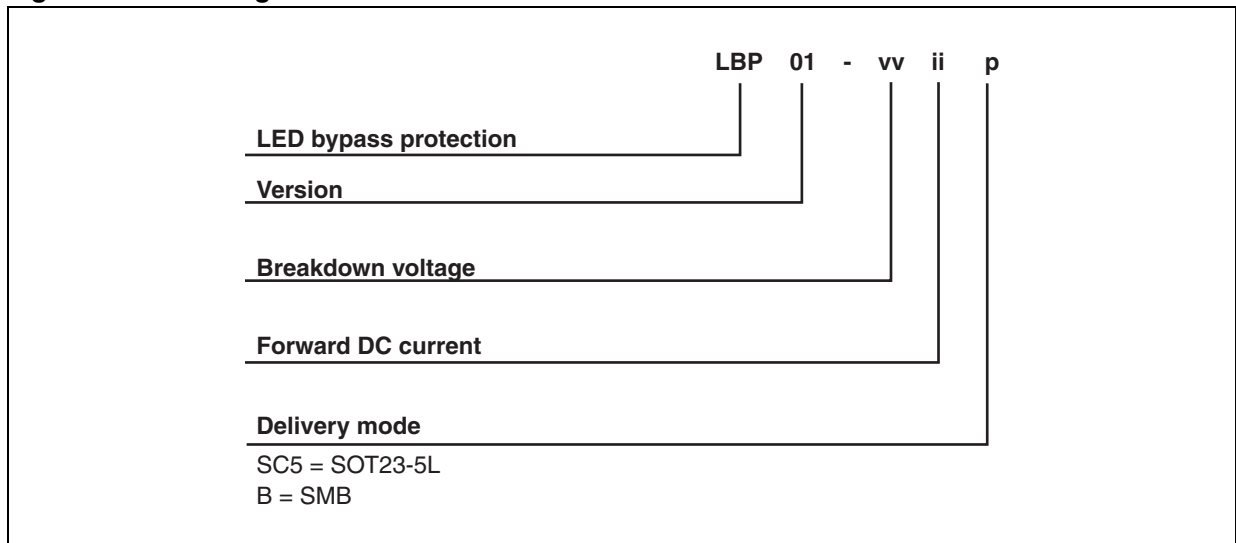 LBP 01 - vv ii p
LED bypass protection
Version
Breakdown voltage
Forward DC current
Delivery mode
SC5 = SOT23-5L
B = SMB